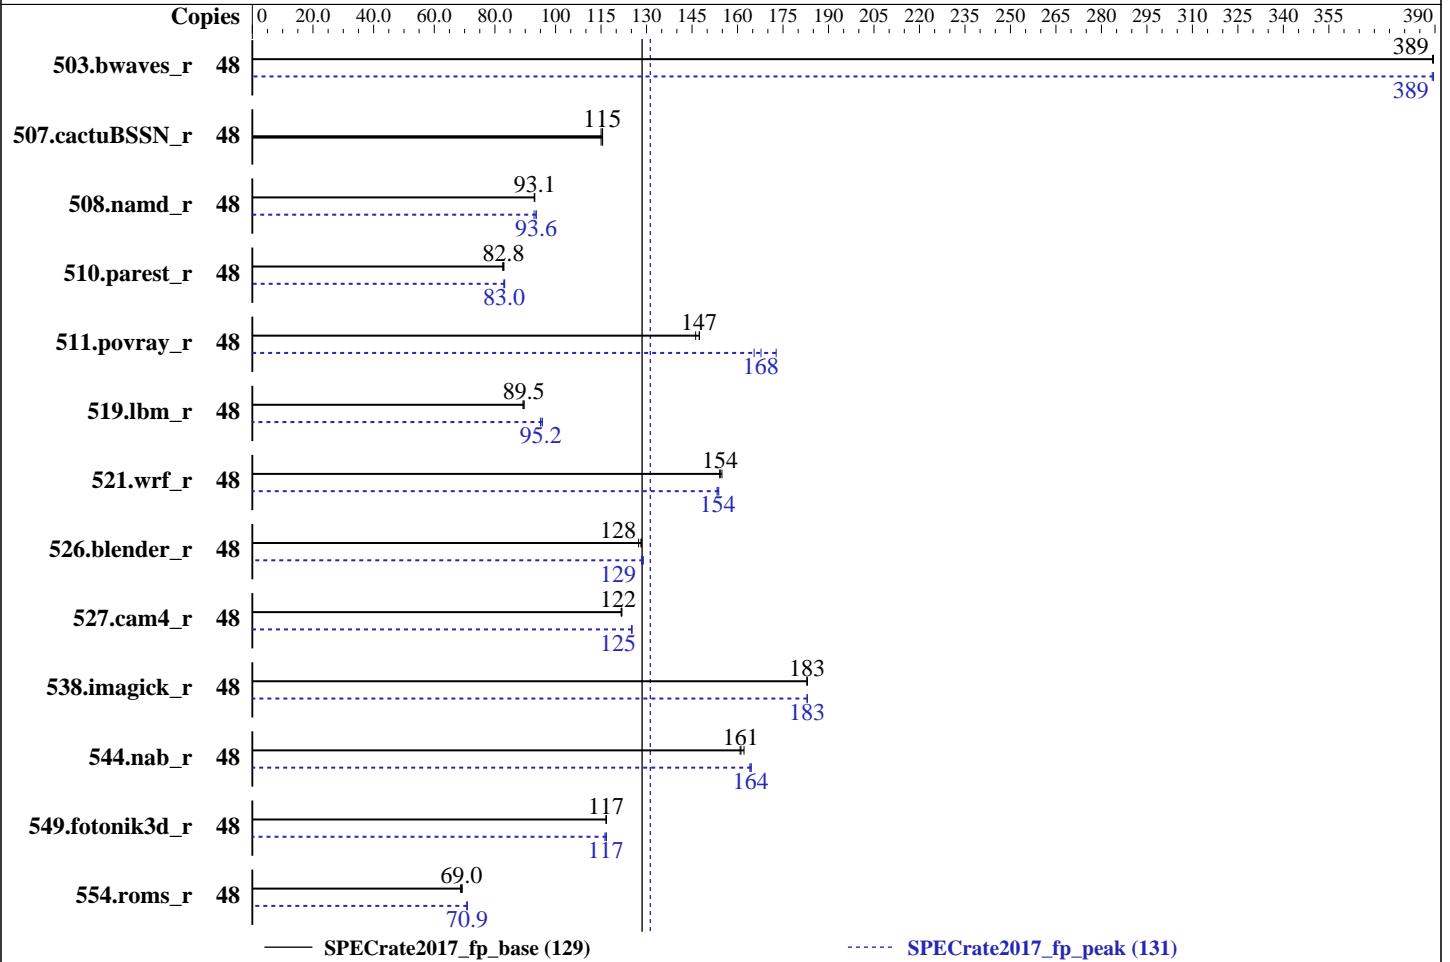 Copies 0 20.0 40.0 60.0 80.0 100 115 130 145 160 175 190 205 220 235 250 265 280 295 310 325 340 355 390
503.bwaves_r 48 389
389
507.cactuBSSN_r 48 115
508.namd_r 48 93.1
93.6
510.parest_r 48 82.8
83.0
511.povray_r 48 147
168
519.lbm_r 48 89.5
95.2
521.wrf_r 48 154
154
526.blender_r 48 128
129
527.cam4_r 48 122
125
538.imagick_r 48 183
183
544.nab_r 48 161
164
549.fotonik3d_r 48 117
117
554.roms_r 48 69.0
70.9
SPECrate2017_fp_base (129) SPECrate2017_fp_peak (131)